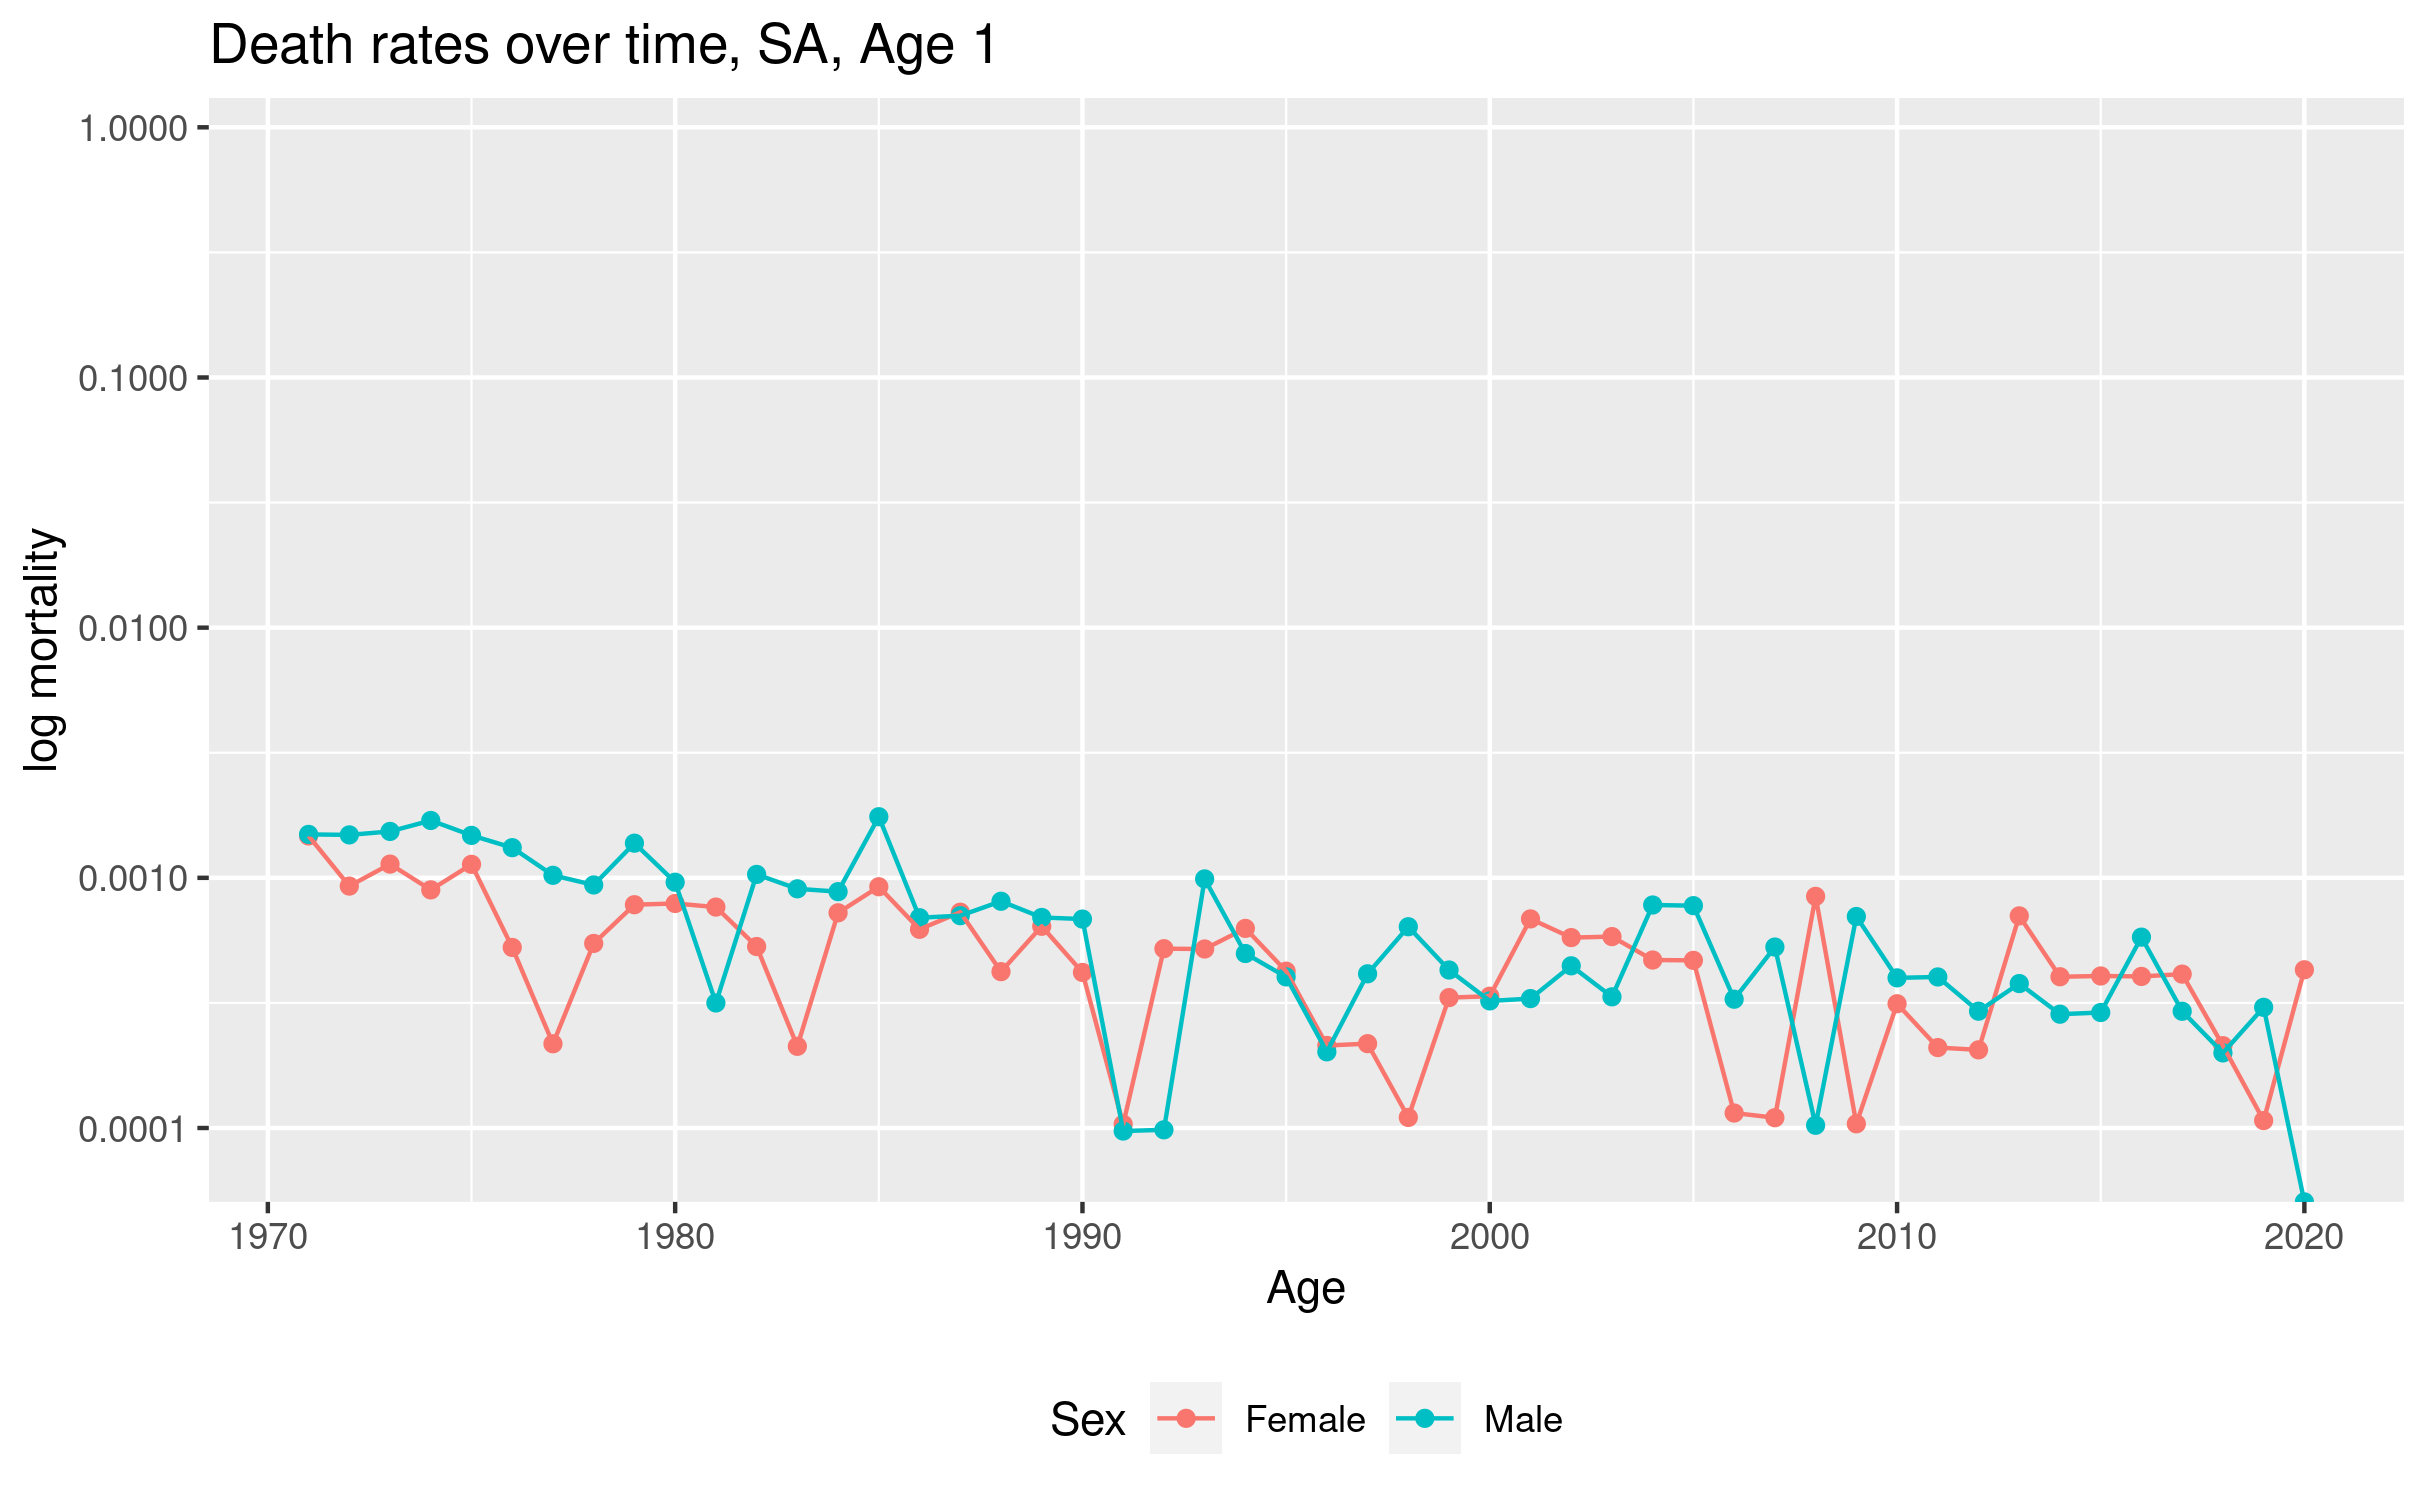 Death rates over time, SA, Age 1
log mortality
1.0000
0.1000
0.0100
0.0010
0.0001
1970 1980 1990 2000 2010 2020
Age
Sex Female Male